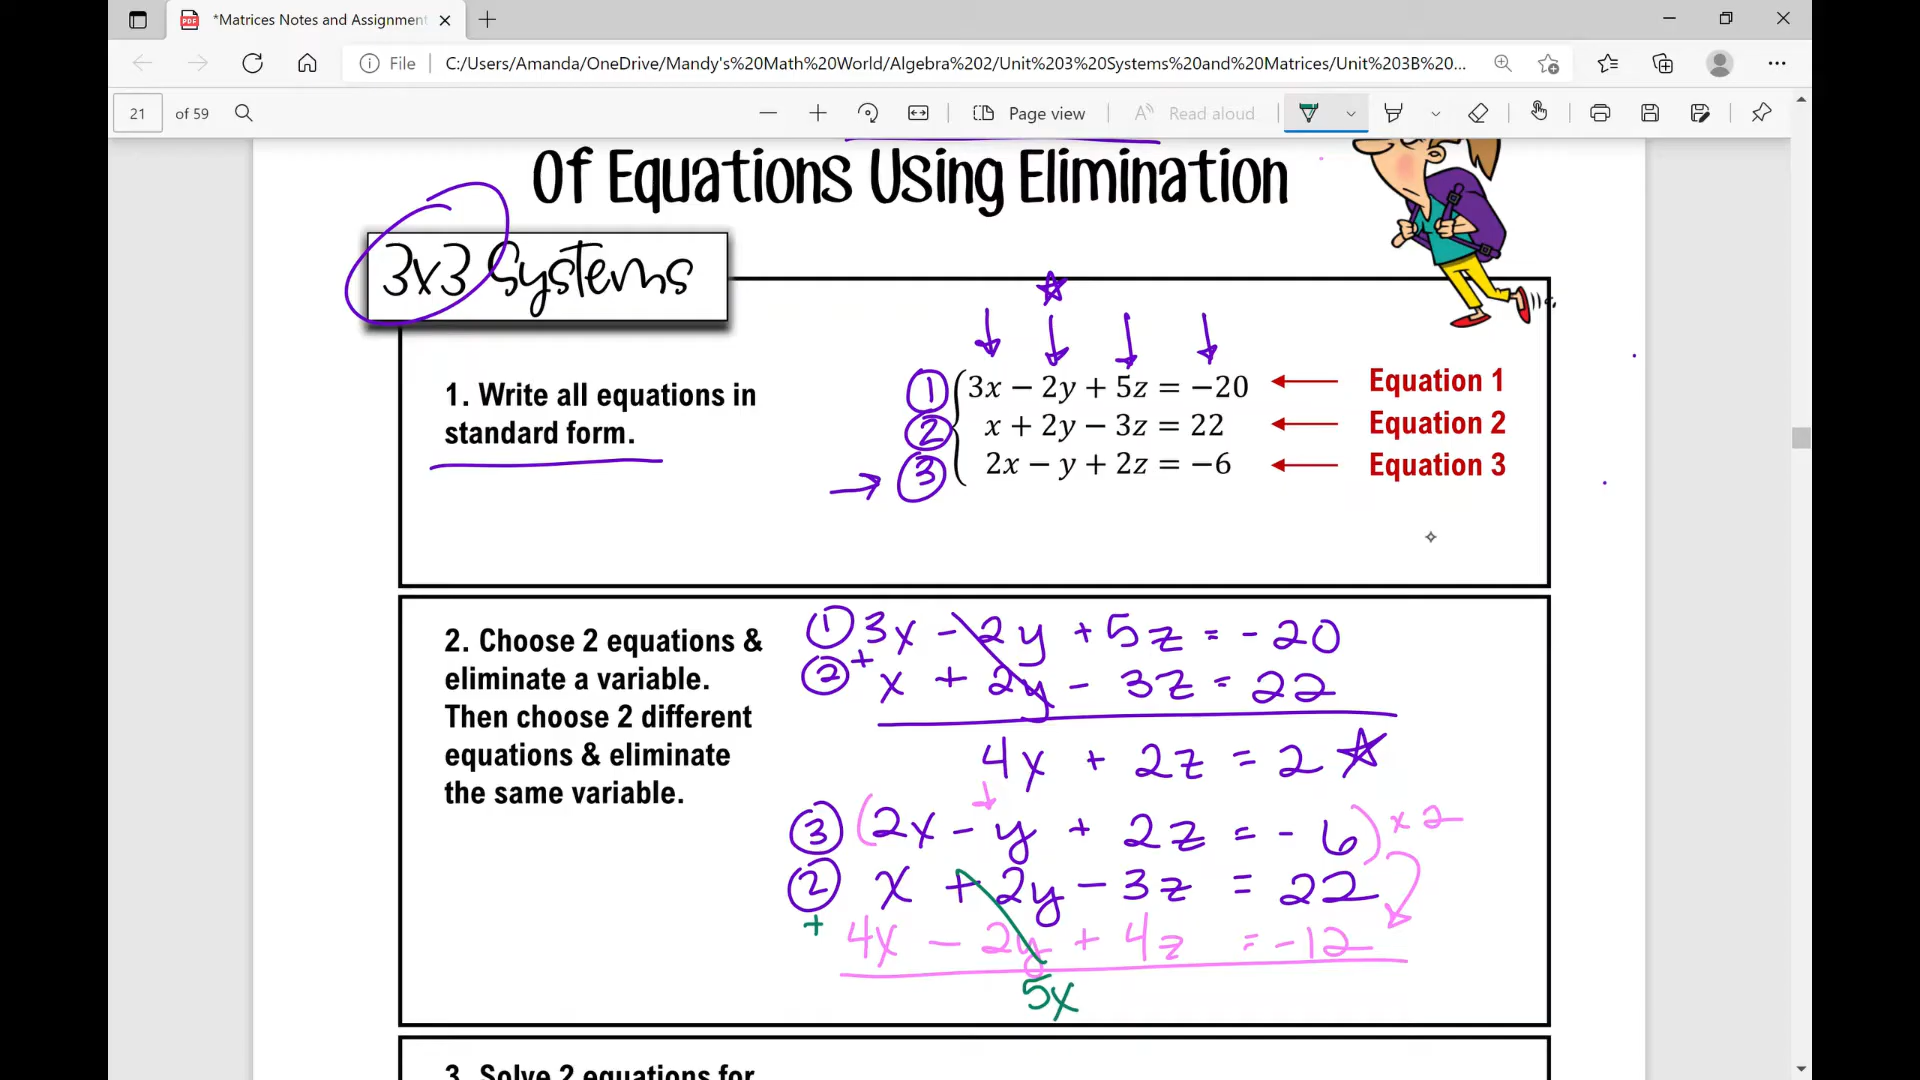 *Matrices Notes and Assignment
File
C:/Users/Amanda/OneDrive/Mandy's%20Math%20World/Algebra%202/Unit%203%20Systems%20and%20Matrices/Unit%203B%20...
21 of 59
Page view
Read aloud
Of Equations Using Elimination
3x3 Systems
1. Write all equations in
standard form.
① 3x − 2y + 5z = −20 Equation 1
② x + 2y − 3z = 22 Equation 2
③ 2x − y + 2z = −6 Equation 3
2. Choose 2 equations &
eliminate a variable.
Then choose 2 different
equations & eliminate
the same variable.
① 3x - 2y + 5z = -20
② + x + 2y - 3z = 22
4x + 2z = 2
③ (2x - y + 2z = -6) x 2
② x + 2y - 3z = 22
+ 4x - 2y + 4z = -12
5x
3. Solve 2 equations for